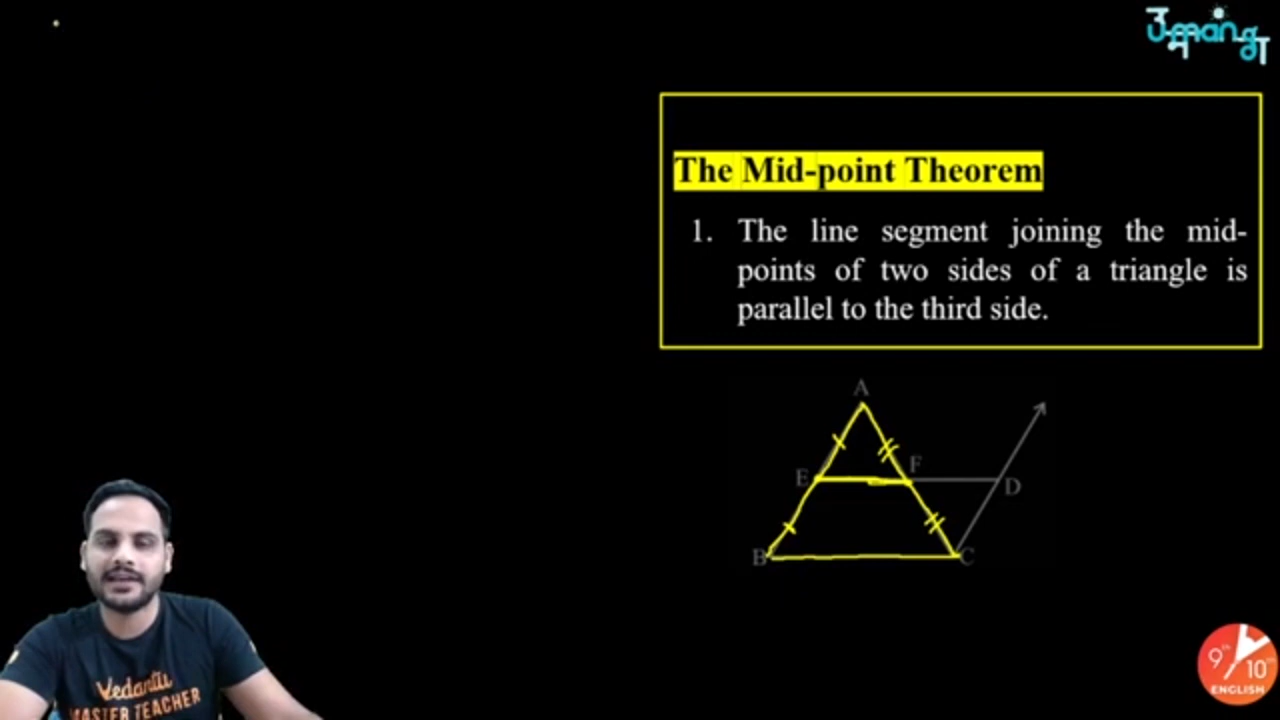 उमंग
The Mid-point Theorem
1. The line segment joining the mid-
points of two sides of a triangle is
parallel to the third side.
A
E
F
D
B
C
Vedantu
MASTER TEACHER
9th
10th
ENGLISH